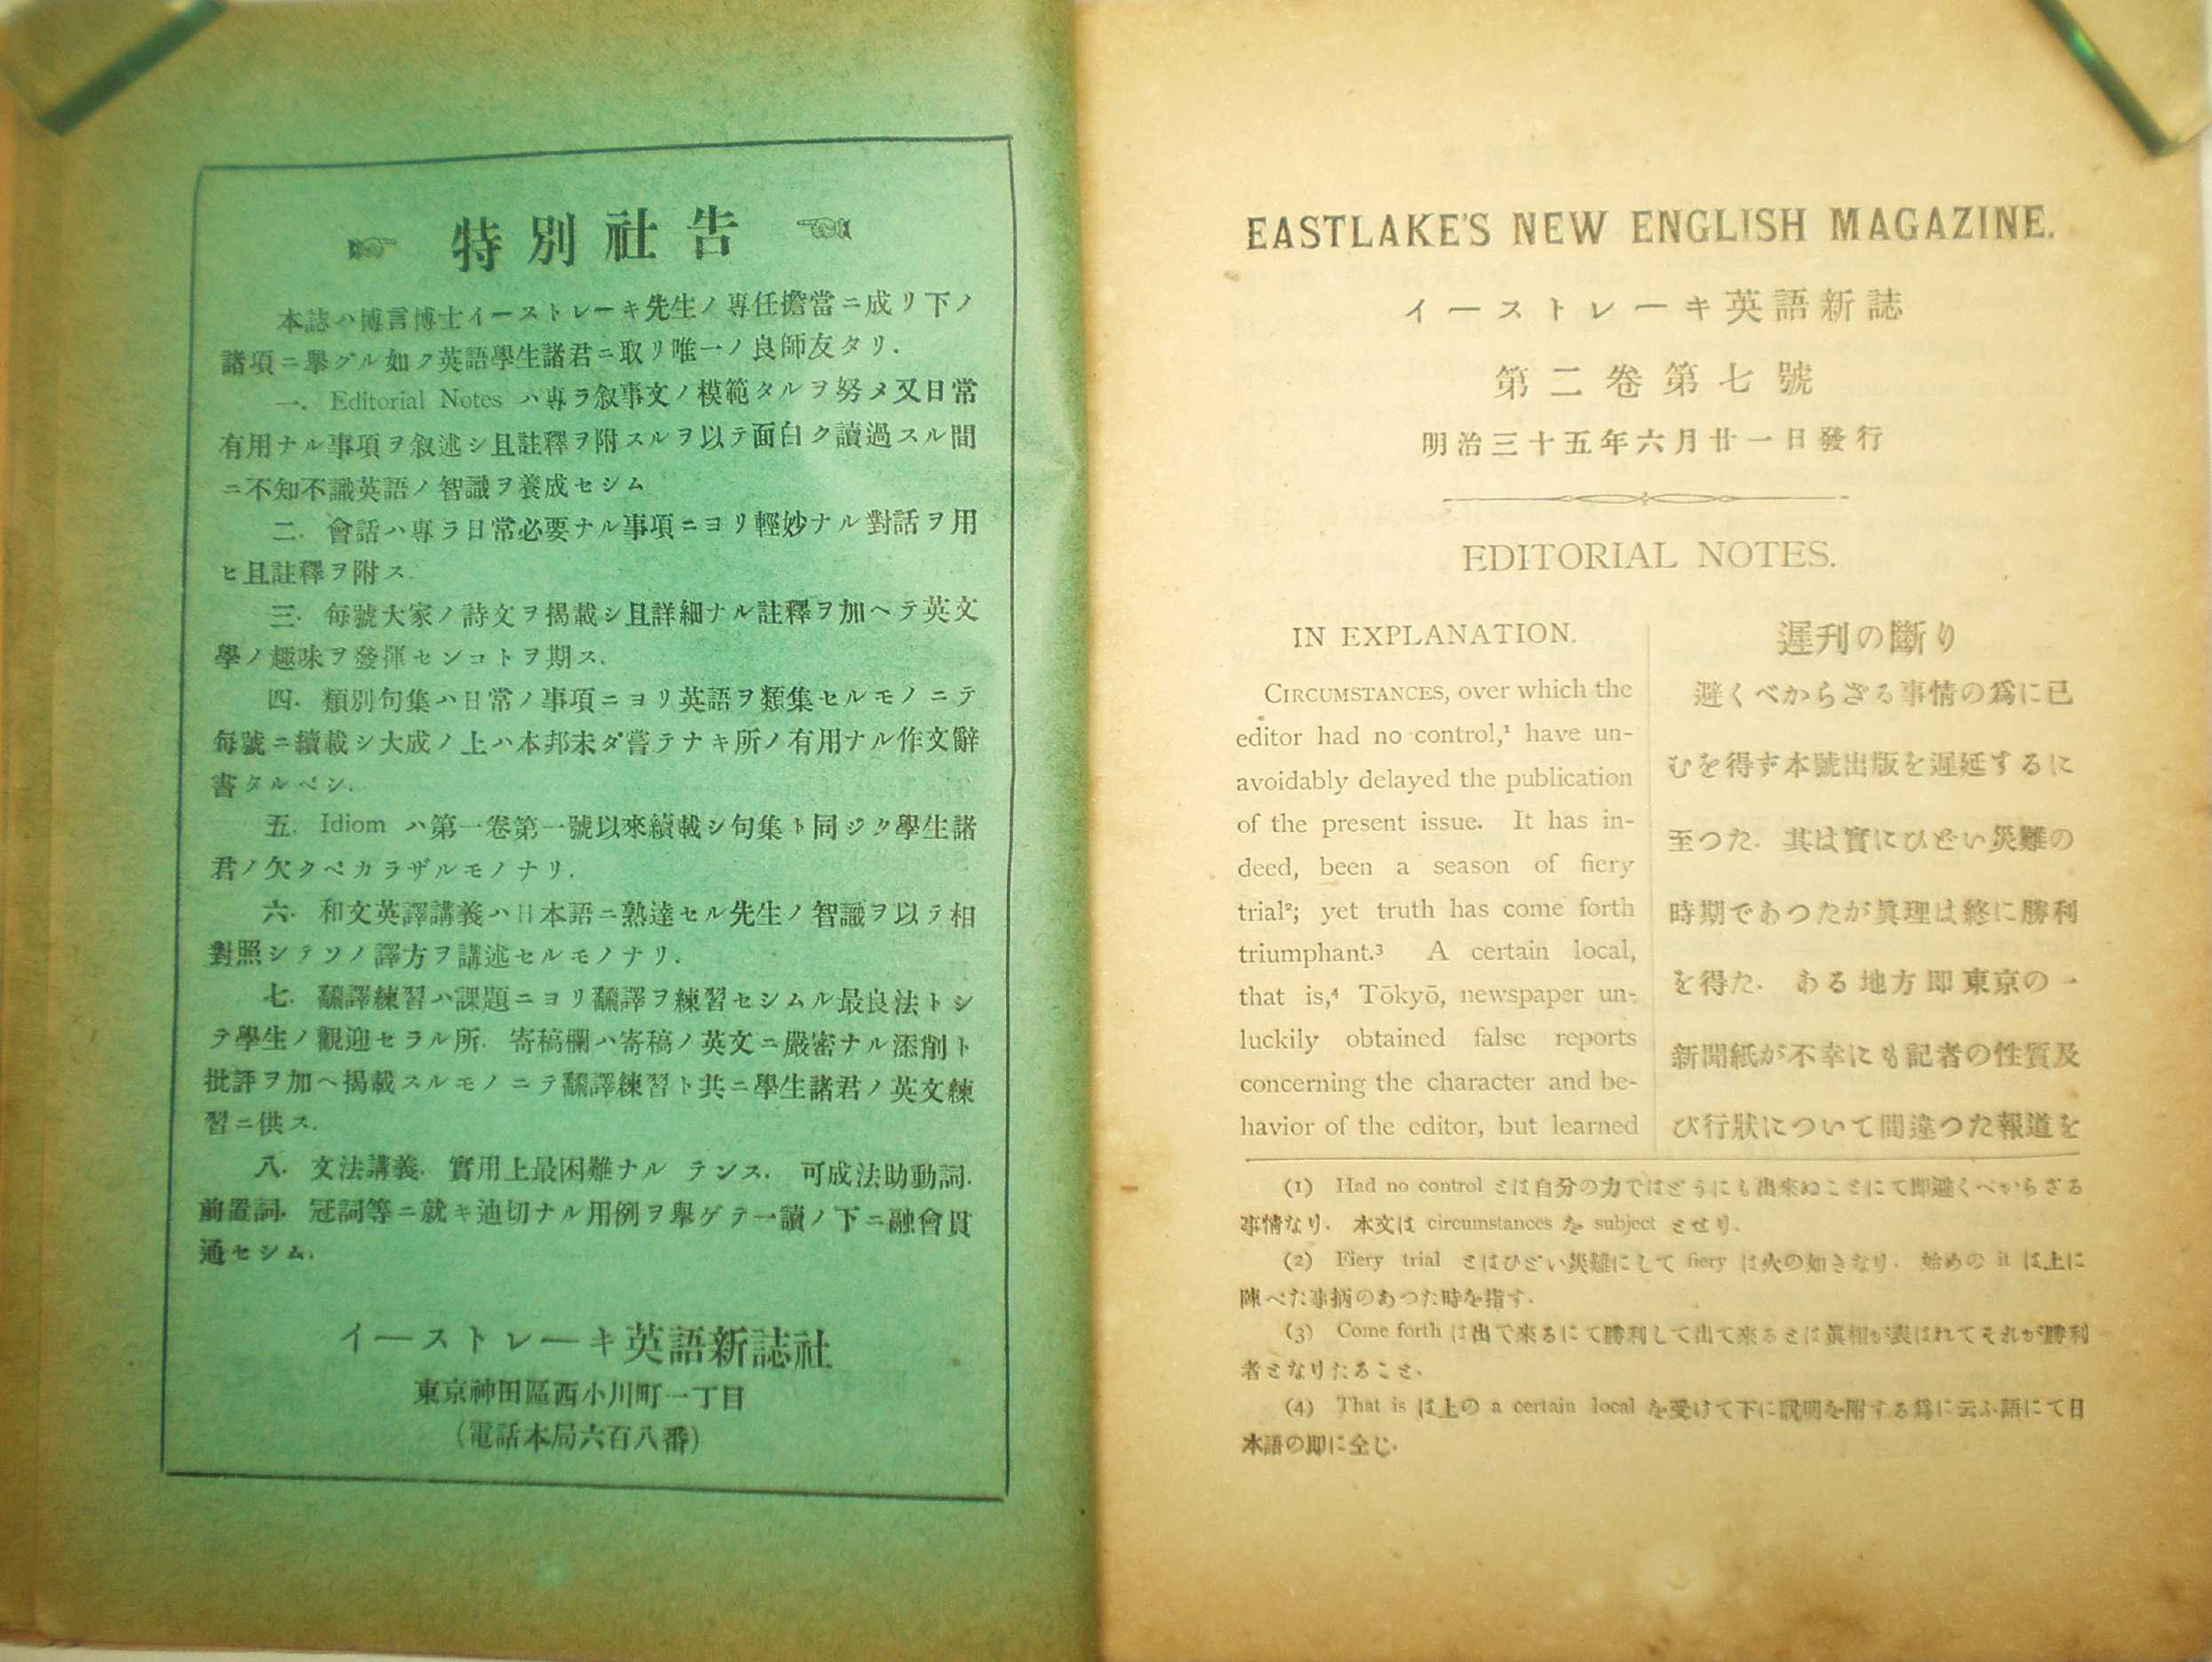 特別社告
本誌ハ博言博士イーストレーキ先生ノ專任擔當ニ成リ下ノ
諸項ニ擧グル如ク英語學生諸君ニ取リ唯一ノ良師友タリ.
一. Editorial Notes ハ專ラ叙事文ノ模範タルヲ努メ又日常
有用ナル事項ヲ叙述シ且註釋ヲ附スルヲ以テ面白ク讀過スル間
ニ不知不識英語ノ智識ヲ養成セシム
二. 會話ハ專ラ日常必要ナル事項ニヨリ輕妙ナル對話ヲ用
ヒ且註釋ヲ附ス.
三. 每號大家ノ詩文ヲ揭載シ且詳細ナル註釋ヲ加ヘテ英文
學ノ趣味ヲ發揮センコトヲ期ス.
四. 類別句集ハ日常ノ事項ニヨリ英語ヲ類集セルモノニテ
每號ニ續載シ大成ノ上ハ本邦未ダ嘗テナキ所ノ有用ナル作文辭
書タルベシ.
五. Idiom ハ第一卷第一號以來續載シ句集ト同ジク學生諸
君ノ欠クベカラザルモノナリ.
六. 和文英譯講義ハ日本語ニ熟達セル先生ノ智識ヲ以テ相
對照シテソノ譯方ヲ講述セルモノナリ.
七. 飜譯練習ハ課題ニヨリ飜譯ヲ練習セシムル最良法トシ
テ學生ノ歡迎セラル所. 寄稿欄ハ寄稿ノ英文ニ嚴密ナル添削ト
批評ヲ加ヘ揭載スルモノニテ飜譯練習ト共ニ學生諸君ノ英文練
習ニ供ス.
八. 文法講義. 實用上最困難ナル テンス. 可成法助動詞.
前置詞. 冠詞等ニ就キ適切ナル用例ヲ擧ゲテ一讀ノ下ニ融會貫
通セシム.
イーストレーキ英語新誌社
東京神田區西小川町一丁目
(電話本局六百八番)
EASTLAKE'S NEW ENGLISH MAGAZINE.
イーストレーキ英語新誌
第二卷第七號
明治三十五年六月廿一日發行
EDITORIAL NOTES.
IN EXPLANATION.
CIRCUMSTANCES, over which the
editor had no control,¹ have un-
avoidably delayed the publication
of the present issue. It has in-
deed, been a season of fiery
trial²; yet truth has come forth
triumphant.³ A certain local,
that is,⁴ Tōkyō, newspaper un-
luckily obtained false reports
concerning the character and be-
havior of the editor, but learned
遲刊の斷り
避くべからざる事情の爲に已
むを得ず本號出版を遲延するに
至つた. 其は實にひどい災難の
時期であつたが眞理は終に勝利
を得た. ある地方即東京の一
新聞紙が不幸にも記者の性質及
び行狀について間違つた報道を
(1) Had no control とは自分の力ではどうにも出來ぬことにて即避くべからざる
事情なり. 本文は circumstances を subject とせり.
(2) Fiery trial とはひどい災難にして fiery は火の如きなり. 始めの it は上に
陳べた事柄のあつた時を指す.
(3) Come forth は出で來るにて勝利して出て來るとは眞相が表はれてそれが勝利
者となりたること.
(4) That is は上の a certain local を受けて下に說明を附する爲に云ふ語にて日
本語の即に仝じ.